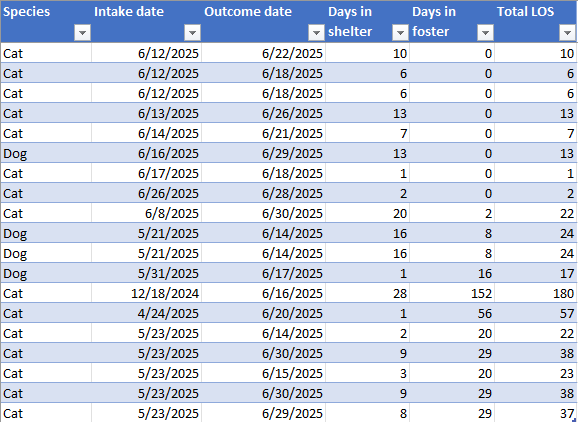 Species Intake date Outcome date Days in Days in Total LOS
shelter foster
Cat 6/12/2025 6/22/2025 10 0 10
Cat 6/12/2025 6/18/2025 6 0 6
Cat 6/12/2025 6/18/2025 6 0 6
Cat 6/13/2025 6/26/2025 13 0 13
Cat 6/14/2025 6/21/2025 7 0 7
Dog 6/16/2025 6/29/2025 13 0 13
Cat 6/17/2025 6/18/2025 1 0 1
Cat 6/26/2025 6/28/2025 2 0 2
Cat 6/8/2025 6/30/2025 20 2 22
Dog 5/21/2025 6/14/2025 16 8 24
Dog 5/21/2025 6/14/2025 16 8 24
Dog 5/31/2025 6/17/2025 1 16 17
Cat 12/18/2024 6/16/2025 28 152 180
Cat 4/24/2025 6/20/2025 1 56 57
Cat 5/23/2025 6/14/2025 2 20 22
Cat 5/23/2025 6/30/2025 9 29 38
Cat 5/23/2025 6/15/2025 3 20 23
Cat 5/23/2025 6/30/2025 9 29 38
Cat 5/23/2025 6/29/2025 8 29 37